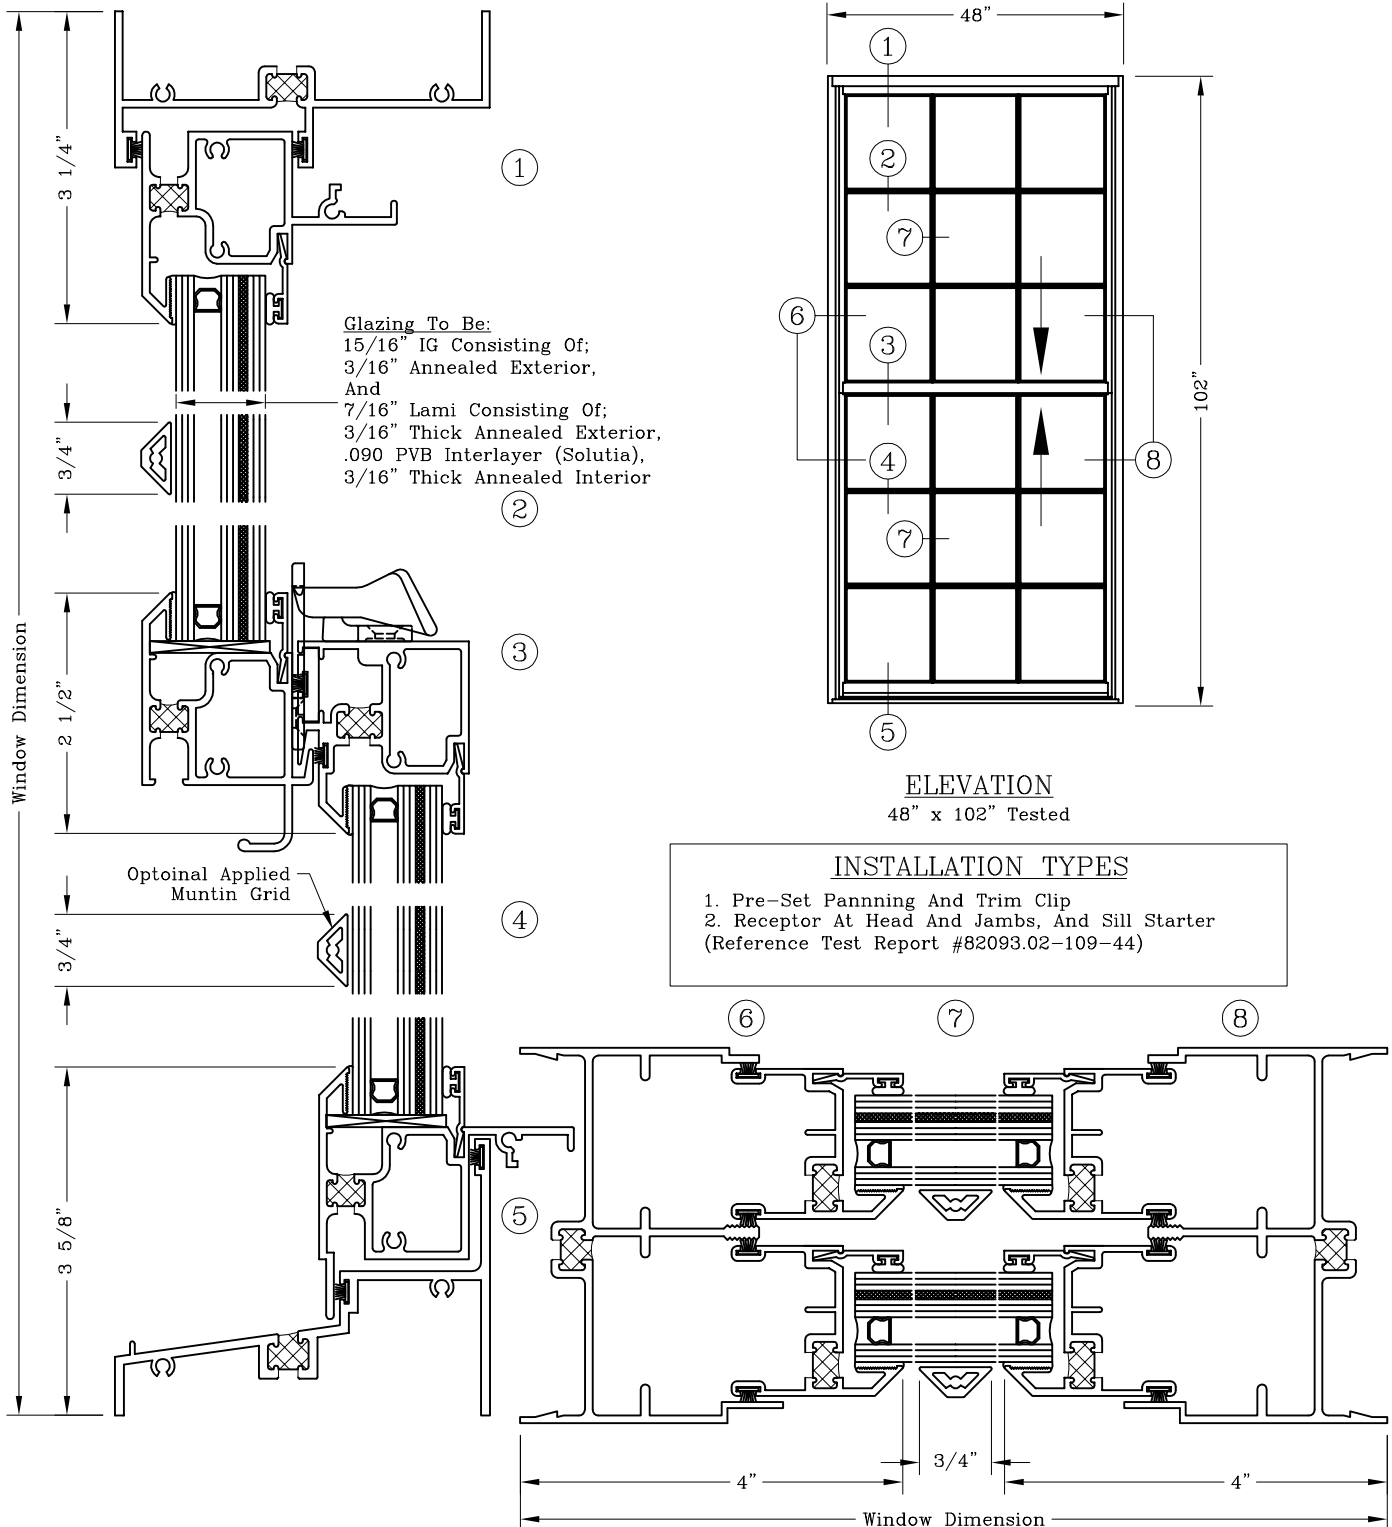 48”
1
1
2
7
6
8
3
102”
4
7
5
3 1/4”
Glazing To Be:
15/16” IG Consisting Of;
3/16” Annealed Exterior,
And
7/16” Lami Consisting Of;
3/16” Thick Annealed Exterior,
.090 PVB Interlayer (Solutia),
3/16” Thick Annealed Interior
3/4”
2
3
Window Dimension
2 1/2”
ELEVATION
48” x 102” Tested
INSTALLATION TYPES
1. Pre-Set Pannning And Trim Clip
2. Receptor At Head And Jambs, And Sill Starter
(Reference Test Report #82093.02-109-44)
Optoinal Applied
Muntin Grid
4
3/4”
6
7
8
5
3 5/8”
3/4”
4”
4”
Window Dimension